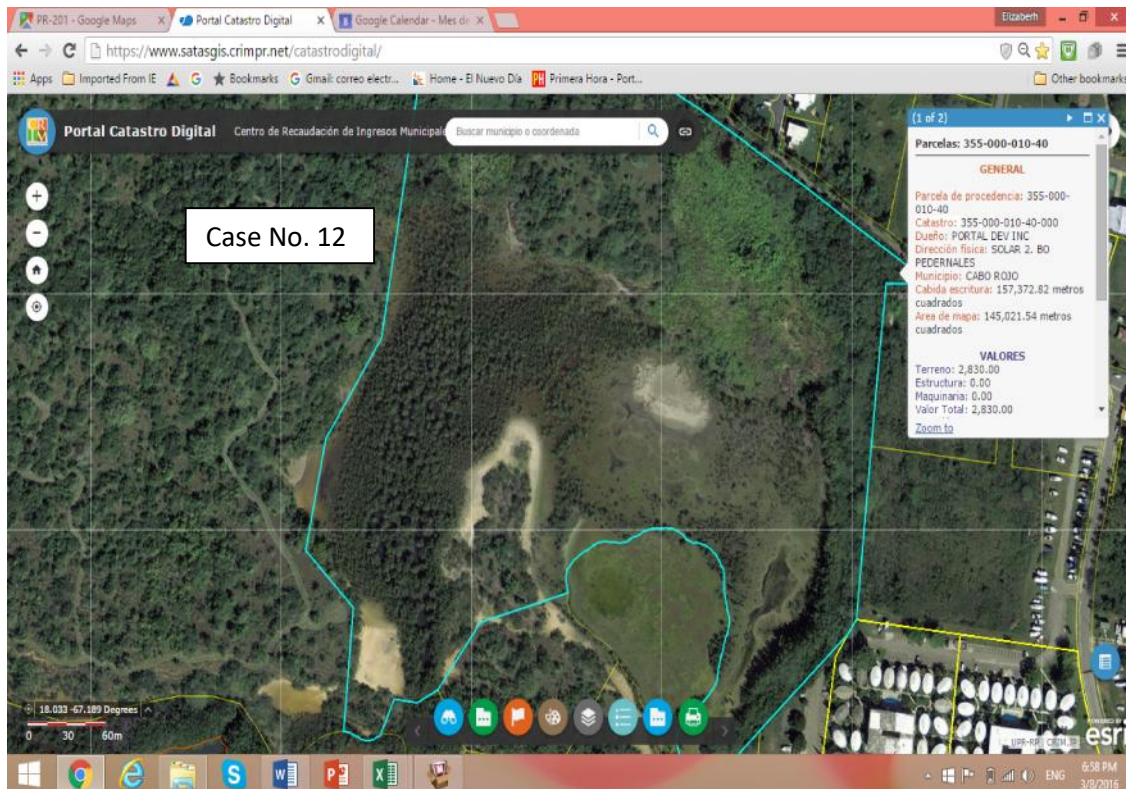 PR-201 - Google Maps
Portal Catastro Digital
Google Calendar - Mes de
Elizaberh
https://www.satasgis.crimpr.net/catastrodigital/
Apps
Imported From IE
Bookmarks
Gmail: correo electr...
Home - El Nuevo Día
Primera Hora - Port...
Other bookmarks
Portal Catastro Digital
Centro de Recaudación de Ingresos Municipale
Buscar municipio o coordenada
Case No. 12
(1 of 2)
Parcelas: 355-000-010-40
GENERAL
Parcela de procedencia: 355-000-
010-40
Catastro: 355-000-010-40-000
Dueño: PORTAL DEV INC
Dirección física: SOLAR 2. BO
PEDERNALES
Municipio: CABO ROJO
Cabida escritura: 157,372.82 metros
cuadrados
Area de mapa: 145,021.54 metros
cuadrados
VALORES
Terreno: 2,830.00
Estructura: 0.00
Maquinaria: 0.00
Valor Total: 2,830.00
Zoom to
18.033 -67.189 Degrees
0 30 60m
POWERED BY
esri
ENG
6:58 PM
3/8/2016